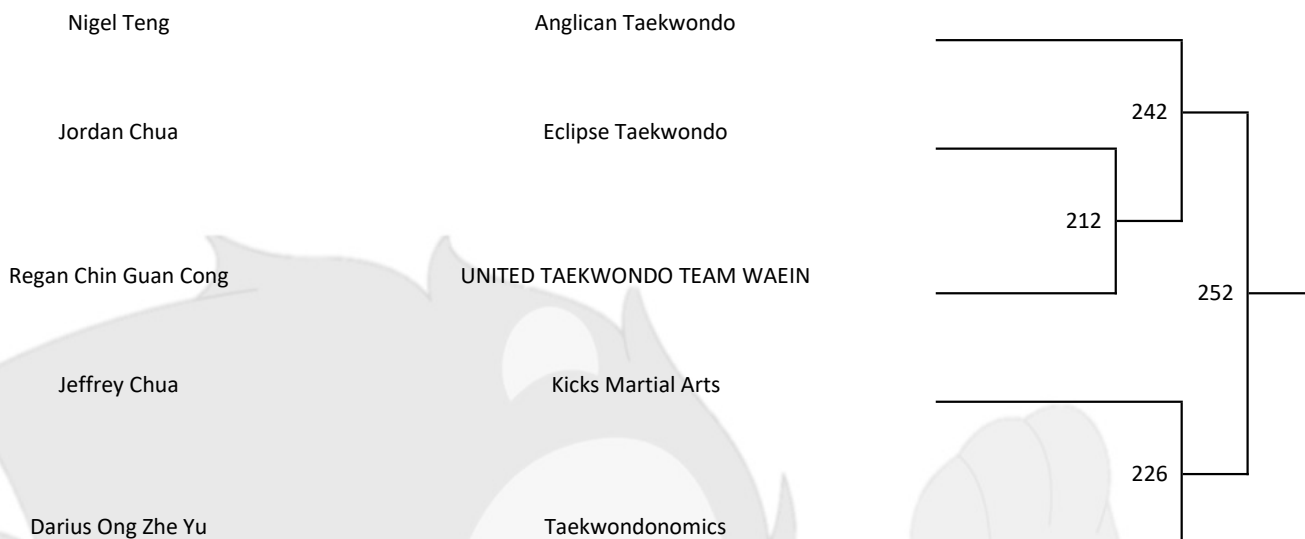 Nigel Teng Anglican Taekwondo
242
Jordan Chua Eclipse Taekwondo
212
Regan Chin Guan Cong UNITED TAEKWONDO TEAM WAEIN
252
Jeffrey Chua Kicks Martial Arts
226
Darius Ong Zhe Yu Taekwondonomics